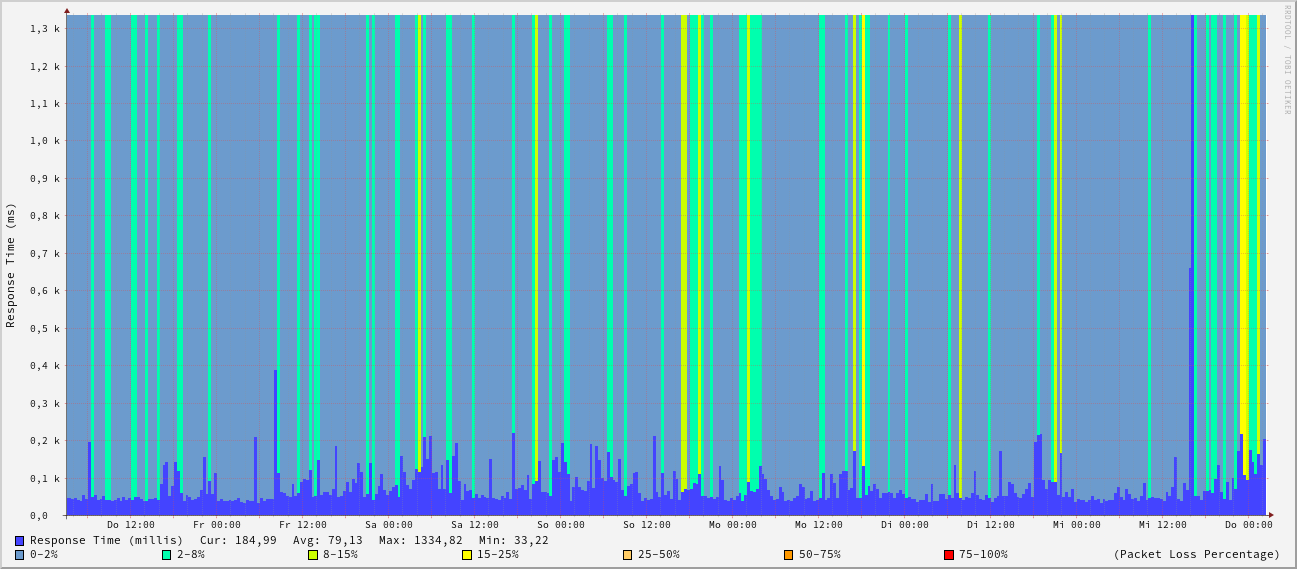 RRDTOOL / TOBI OETIKER
Response Time (ms)
1,3 k
1,2 k
1,1 k
1,0 k
0,9 k
0,8 k
0,7 k
0,6 k
0,5 k
0,4 k
0,3 k
0,2 k
0,1 k
0,0
Do 12:00 Fr 00:00 Fr 12:00 Sa 00:00 Sa 12:00 So 00:00 So 12:00 Mo 00:00 Mo 12:00 Di 00:00 Di 12:00 Mi 00:00 Mi 12:00 Do 00:00
Response Time (millis) Cur: 184,99 Avg: 79,13 Max: 1334,82 Min: 33,22
0-2% 2-8% 8-15% 15-25% 25-50% 50-75% 75-100% (Packet Loss Percentage)